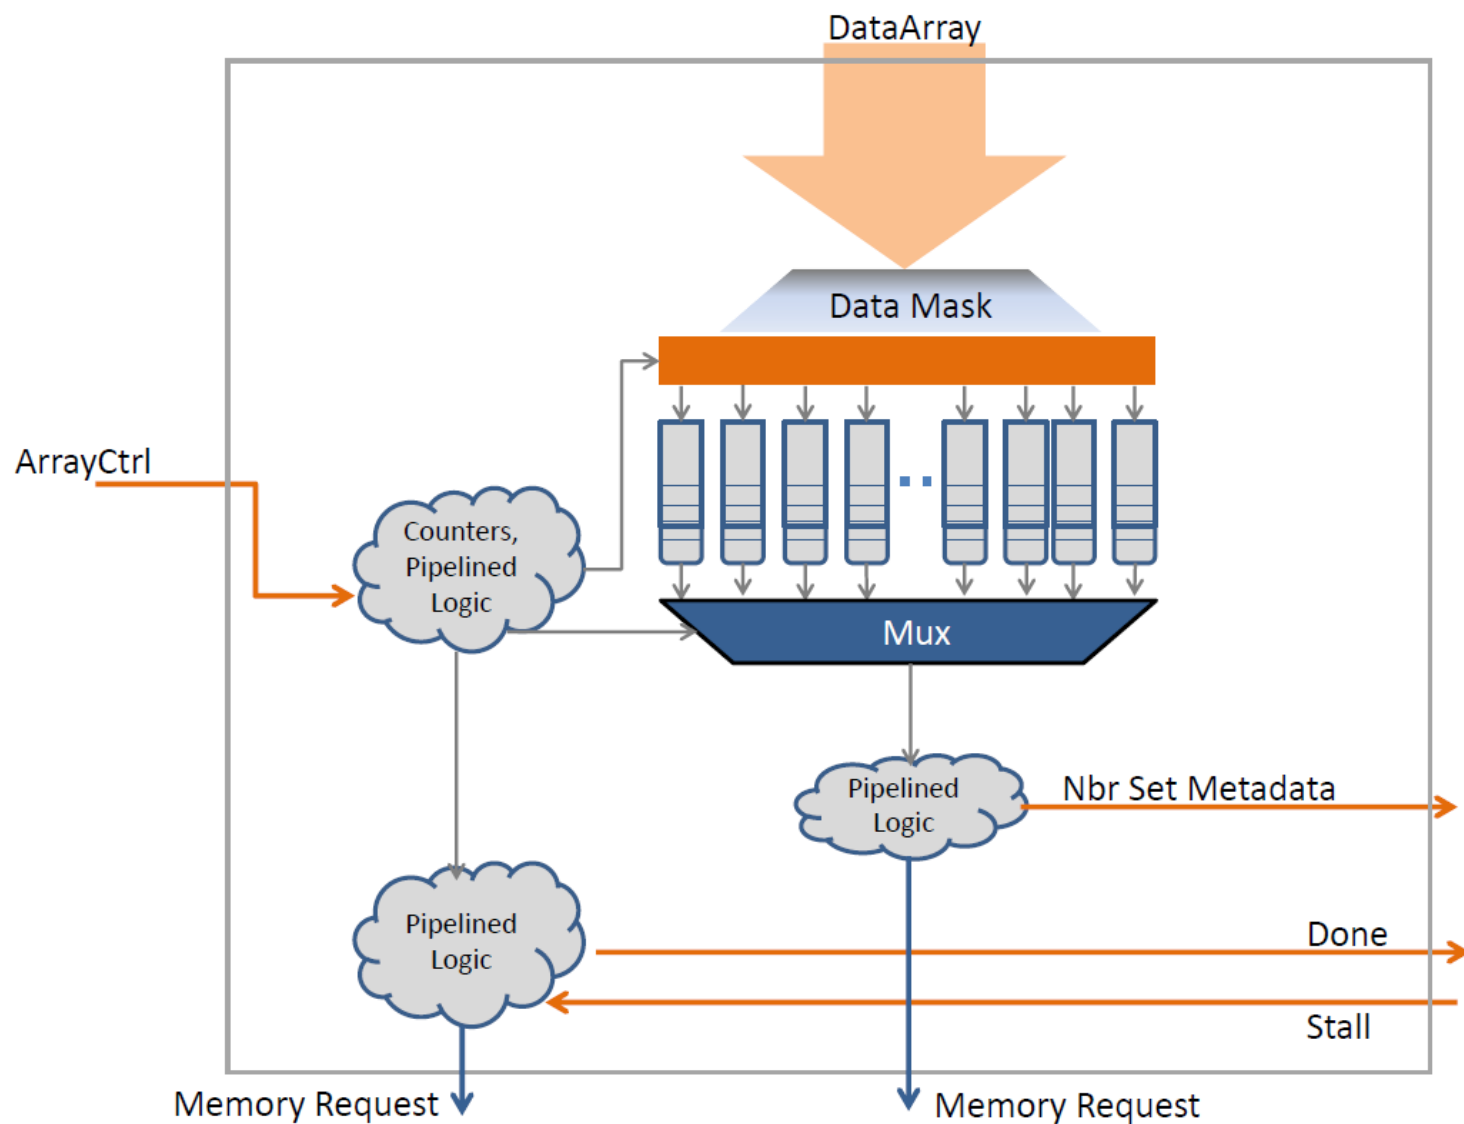 DataArray
Data Mask
ArrayCtrl
Counters,
Pipelined
Logic
Mux
Pipelined
Logic
Nbr Set Metadata
Pipelined
Logic
Done
Stall
Memory Request
Memory Request